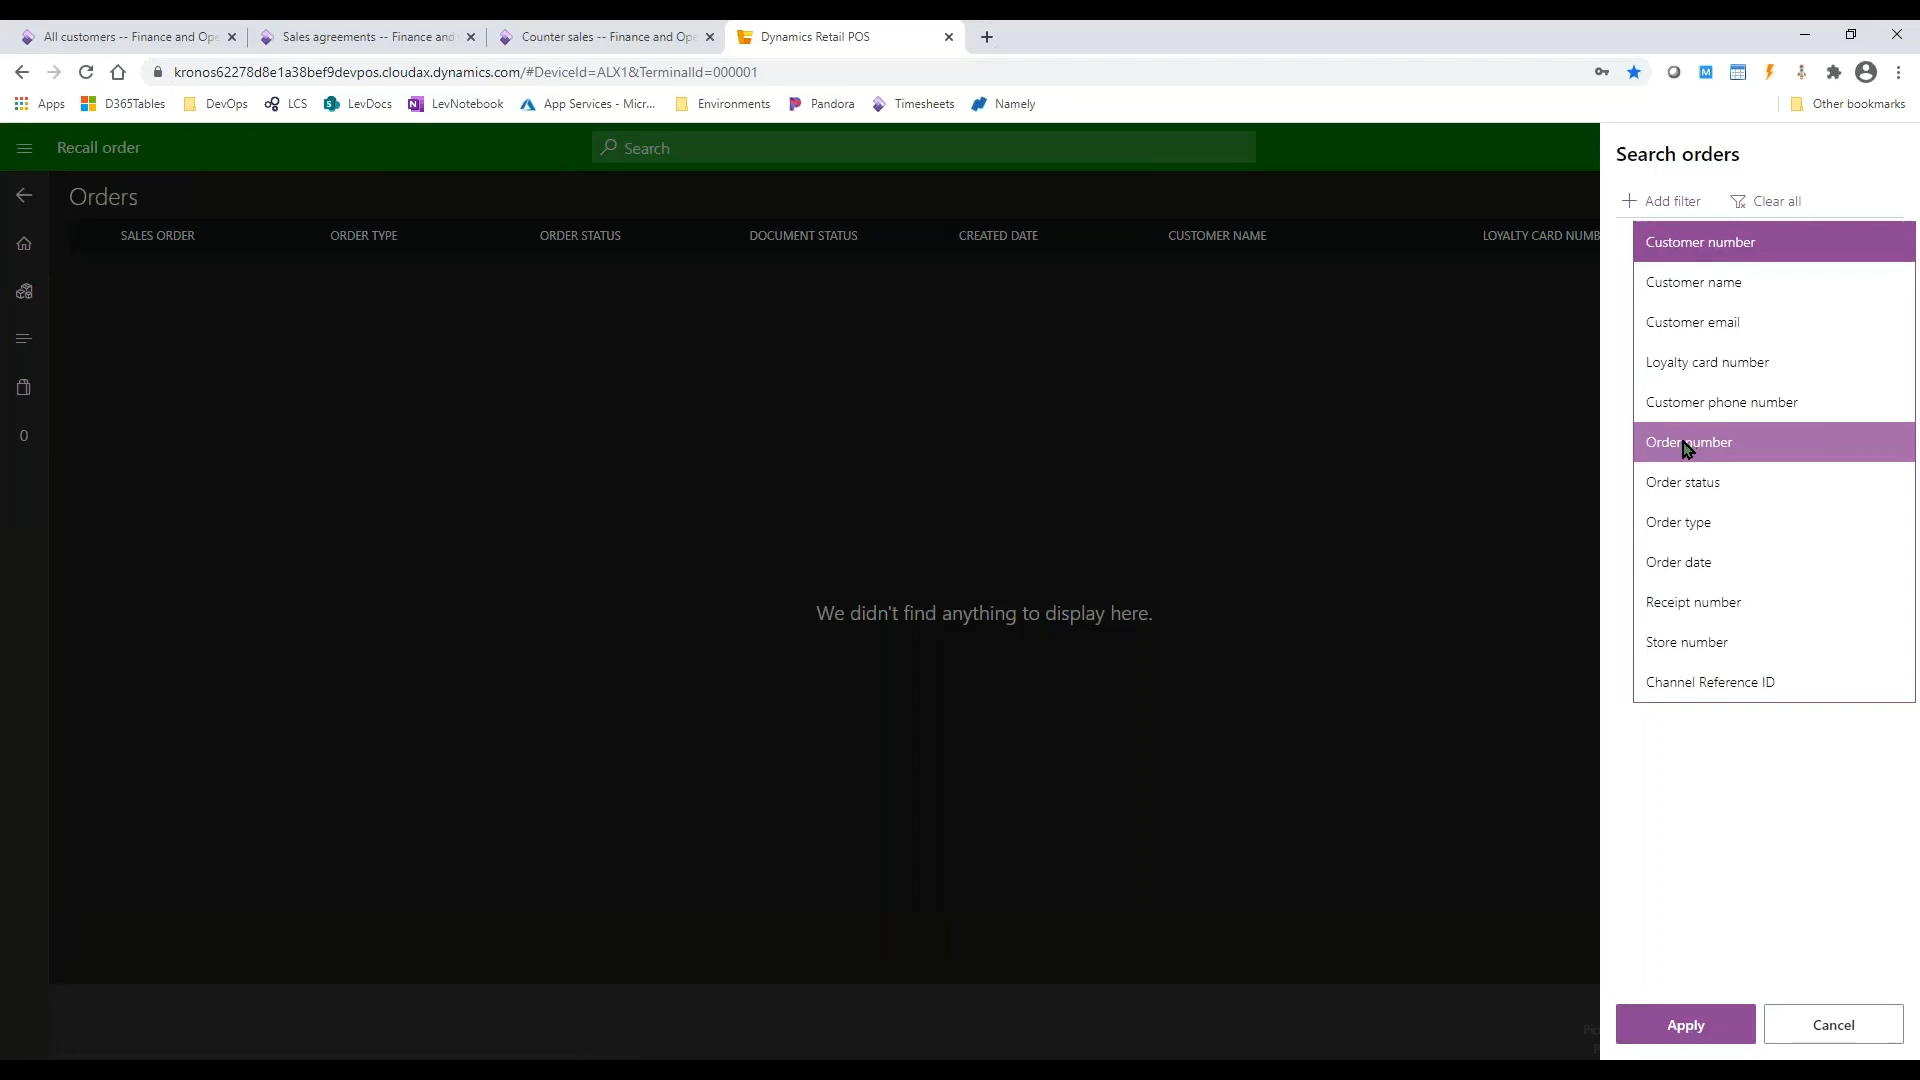 All customers -- Finance and Ope
Sales agreements -- Finance and
Counter sales -- Finance and Ope
Dynamics Retail POS
kronos62278d8e1a38bef9devpos.cloudax.dynamics.com/#DeviceId=ALX1&TerminalId=000001
Apps
D365Tables
DevOps
LCS
LevDocs
LevNotebook
App Services - Micr...
Environments
Pandora
Timesheets
Namely
Other bookmarks
Recall order
Search
Orders
SALES ORDER
ORDER TYPE
ORDER STATUS
DOCUMENT STATUS
CREATED DATE
CUSTOMER NAME
LOYALTY CARD NUMB
0
We didn't find anything to display here.
Search orders
Add filter
Clear all
Customer number
Customer name
Customer email
Loyalty card number
Customer phone number
Order number
Order status
Order type
Order date
Receipt number
Store number
Channel Reference ID
Apply
Cancel